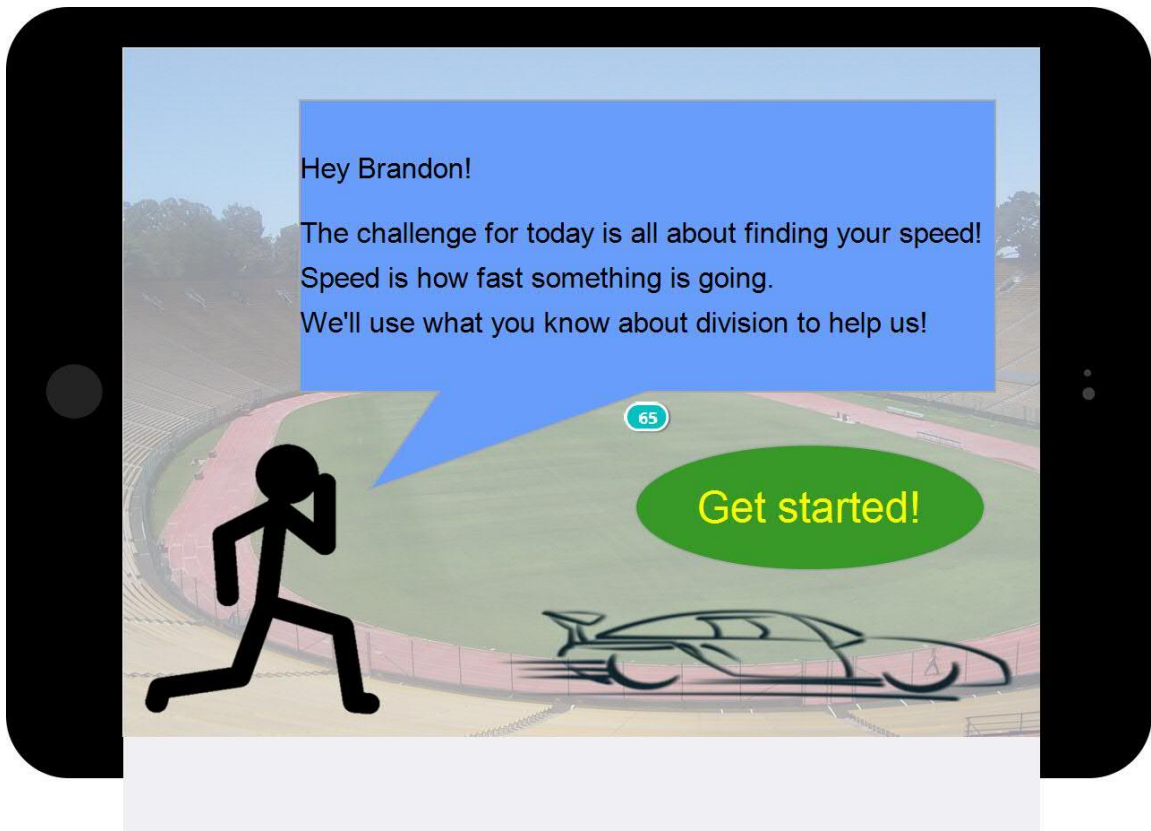 Hey Brandon!
The challenge for today is all about finding your speed!
Speed is how fast something is going.
We'll use what you know about division to help us!
65
Get started!